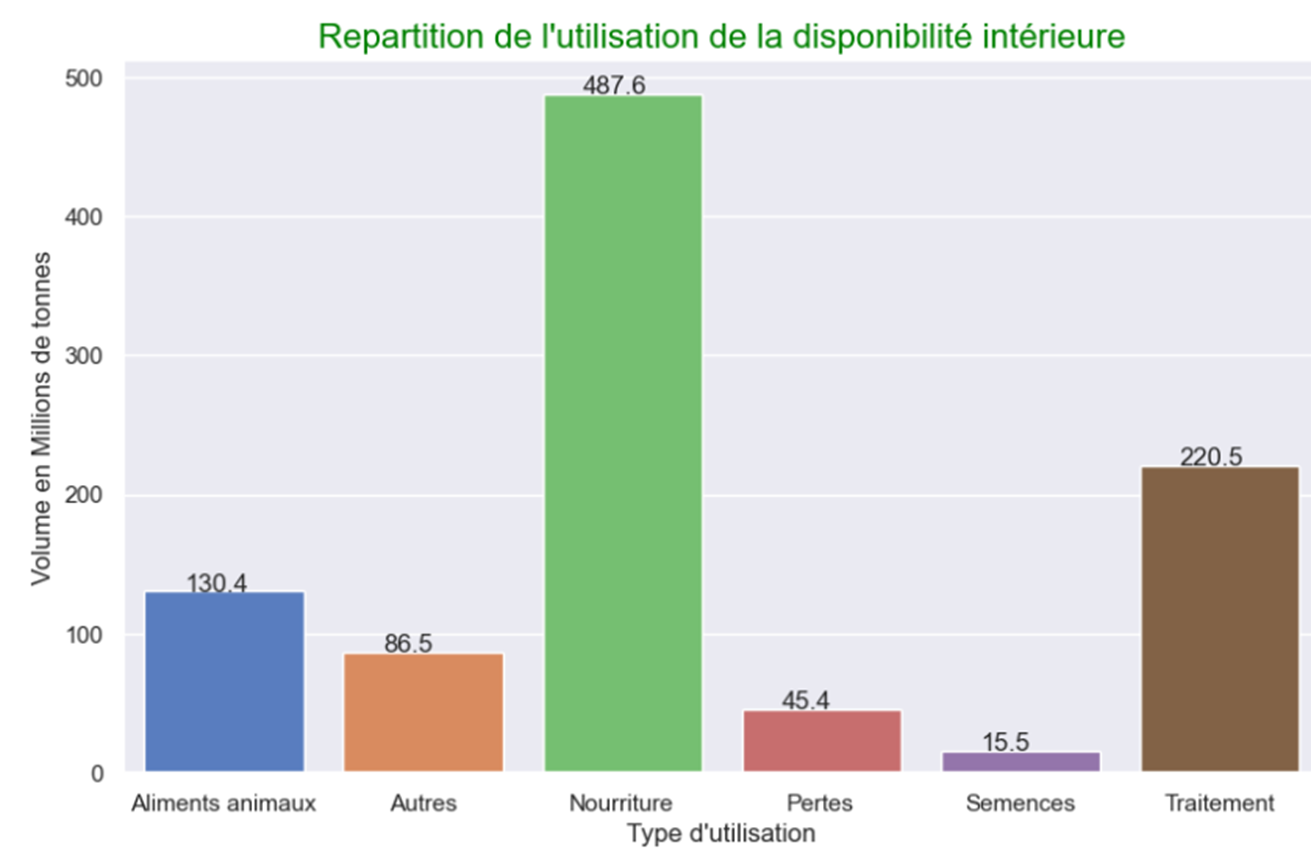 Repartition de l'utilisation de la disponibilité intérieure
Volume en Millions de tonnes
500
400
300
200
100
0
130.4
86.5
487.6
45.4
15.5
220.5
Aliments animaux
Autres
Nourriture
Pertes
Semences
Traitement
Type d'utilisation